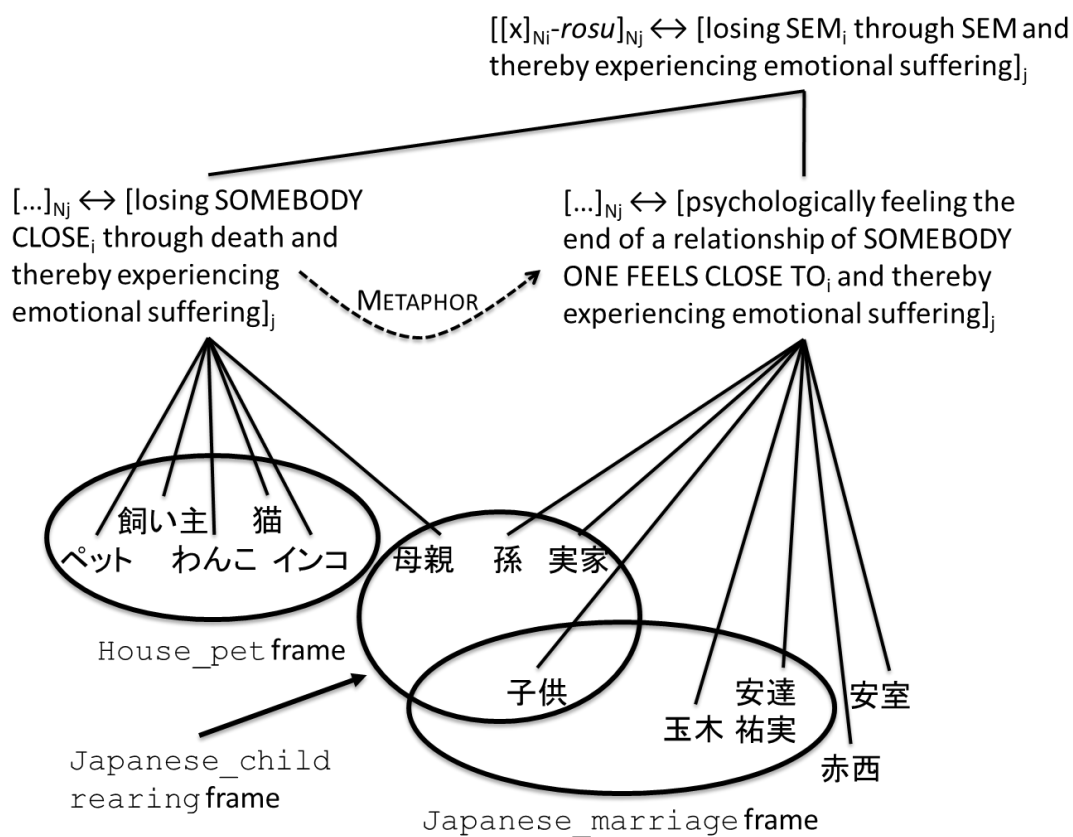 [[x]Ni-rosu]Nj ↔ [losing SEMi through SEM and
thereby experiencing emotional suffering]j
[...]Nj ↔ [losing SOMEBODY
CLOSEi through death and
thereby experiencing
emotional suffering]j
METAPHOR
[...]Nj ↔ [psychologically feeling the
end of a relationship of SOMEBODY
ONE FEELS CLOSE TOi and thereby
experiencing emotional suffering]j
飼い主 猫
ペット わんこ インコ
House_pet frame
母親 孫 実家
子供
Japanese_child
rearing frame
安達
玉木 祐実
安室
赤西
Japanese_marriage frame